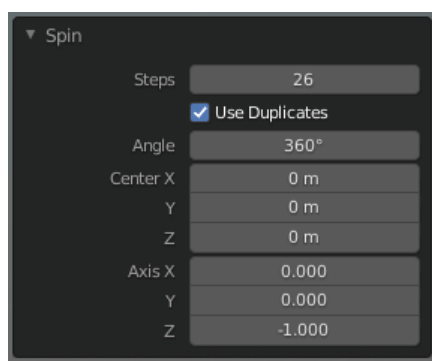 Spin
Steps 26
Use Duplicates
Angle 360°
Center X 0 m
Y 0 m
Z 0 m
Axis X 0.000
Y 0.000
Z -1.000